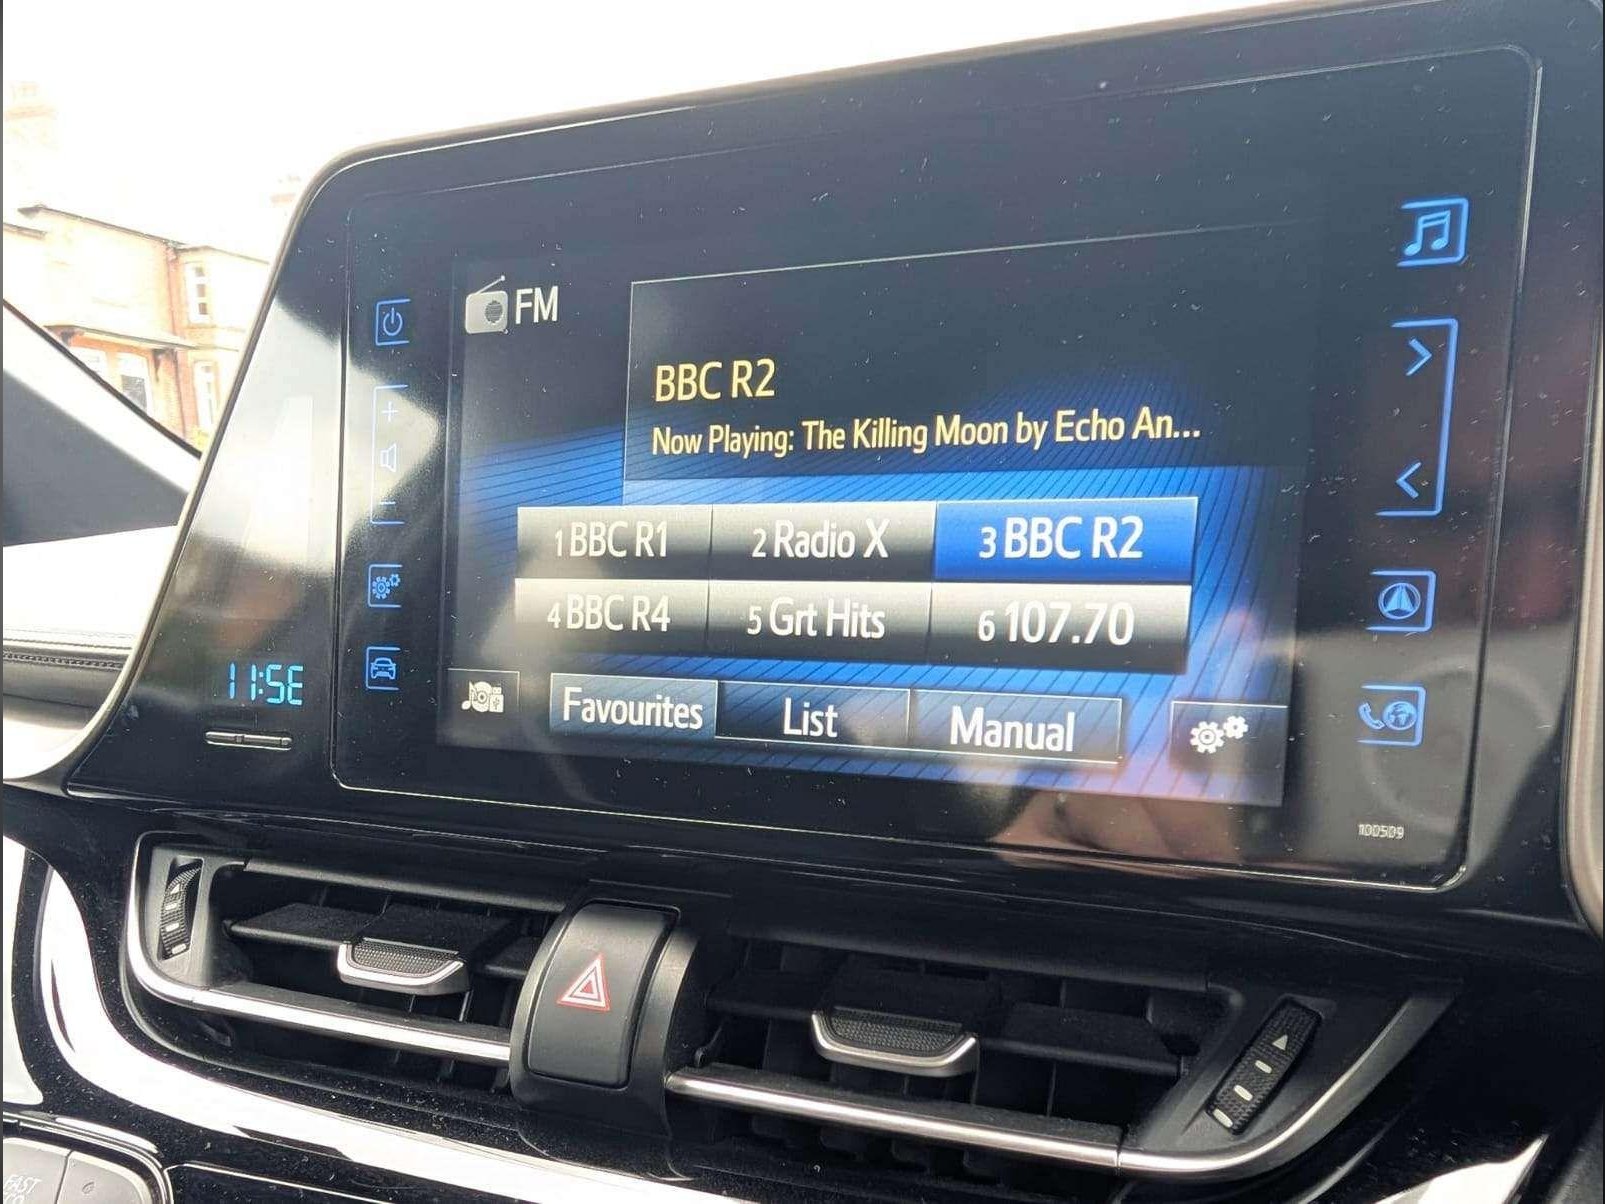 FM
BBC R2
Now Playing: The Killing Moon by Echo An...
1 BBC R1 2 Radio X 3 BBC R2
4 BBC R4 5 Grt Hits 6 107.70
11:5E
Favourites List Manual
100509
FAST